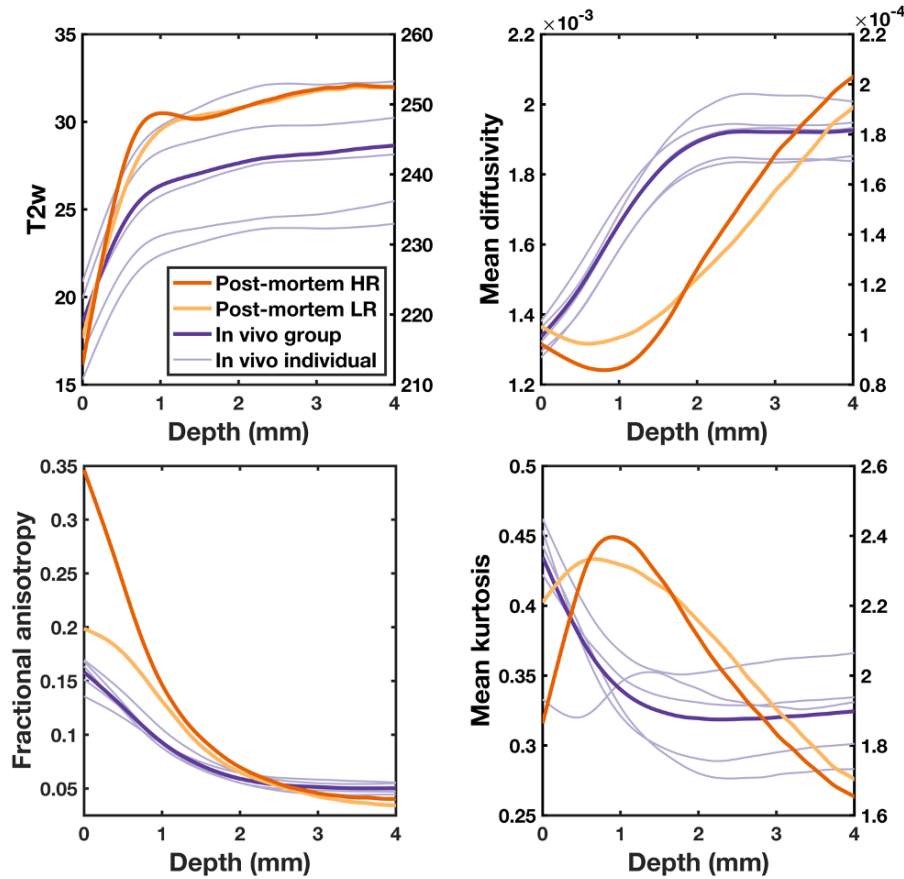 T2w
35
30
25
20
15
260
250
240
230
220
210
Post-mortem HR
Post-mortem LR
In vivo group
In vivo individual
0 1 2 3 4
Depth (mm)
×10⁻³
×10⁻⁴
Mean diffusivity
2.2
2
1.8
1.6
1.4
1.2
2.2
2
1.8
1.6
1.4
1.2
1
0.8
0 1 2 3 4
Depth (mm)
Fractional anisotropy
0.35
0.3
0.25
0.2
0.15
0.1
0.05
0 1 2 3 4
Depth (mm)
Mean kurtosis
0.5
0.45
0.4
0.35
0.3
0.25
2.6
2.4
2.2
2
1.8
1.6
0 1 2 3 4
Depth (mm)